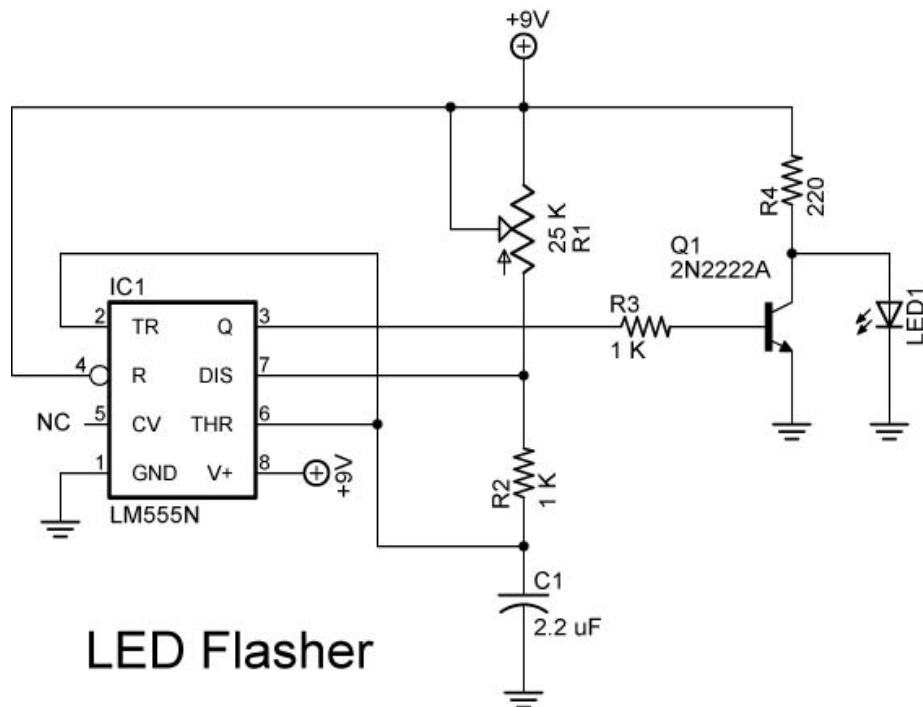 +9V
25 K
R1
R4
220
Q1
2N2222A
LED1
IC1
2 TR Q 3
4 R DIS 7
NC 5 CV THR 6
1 GND V+ 8
+9V
LM555N
R3
1 K
R2
1 K
C1
2.2 uF
LED Flasher